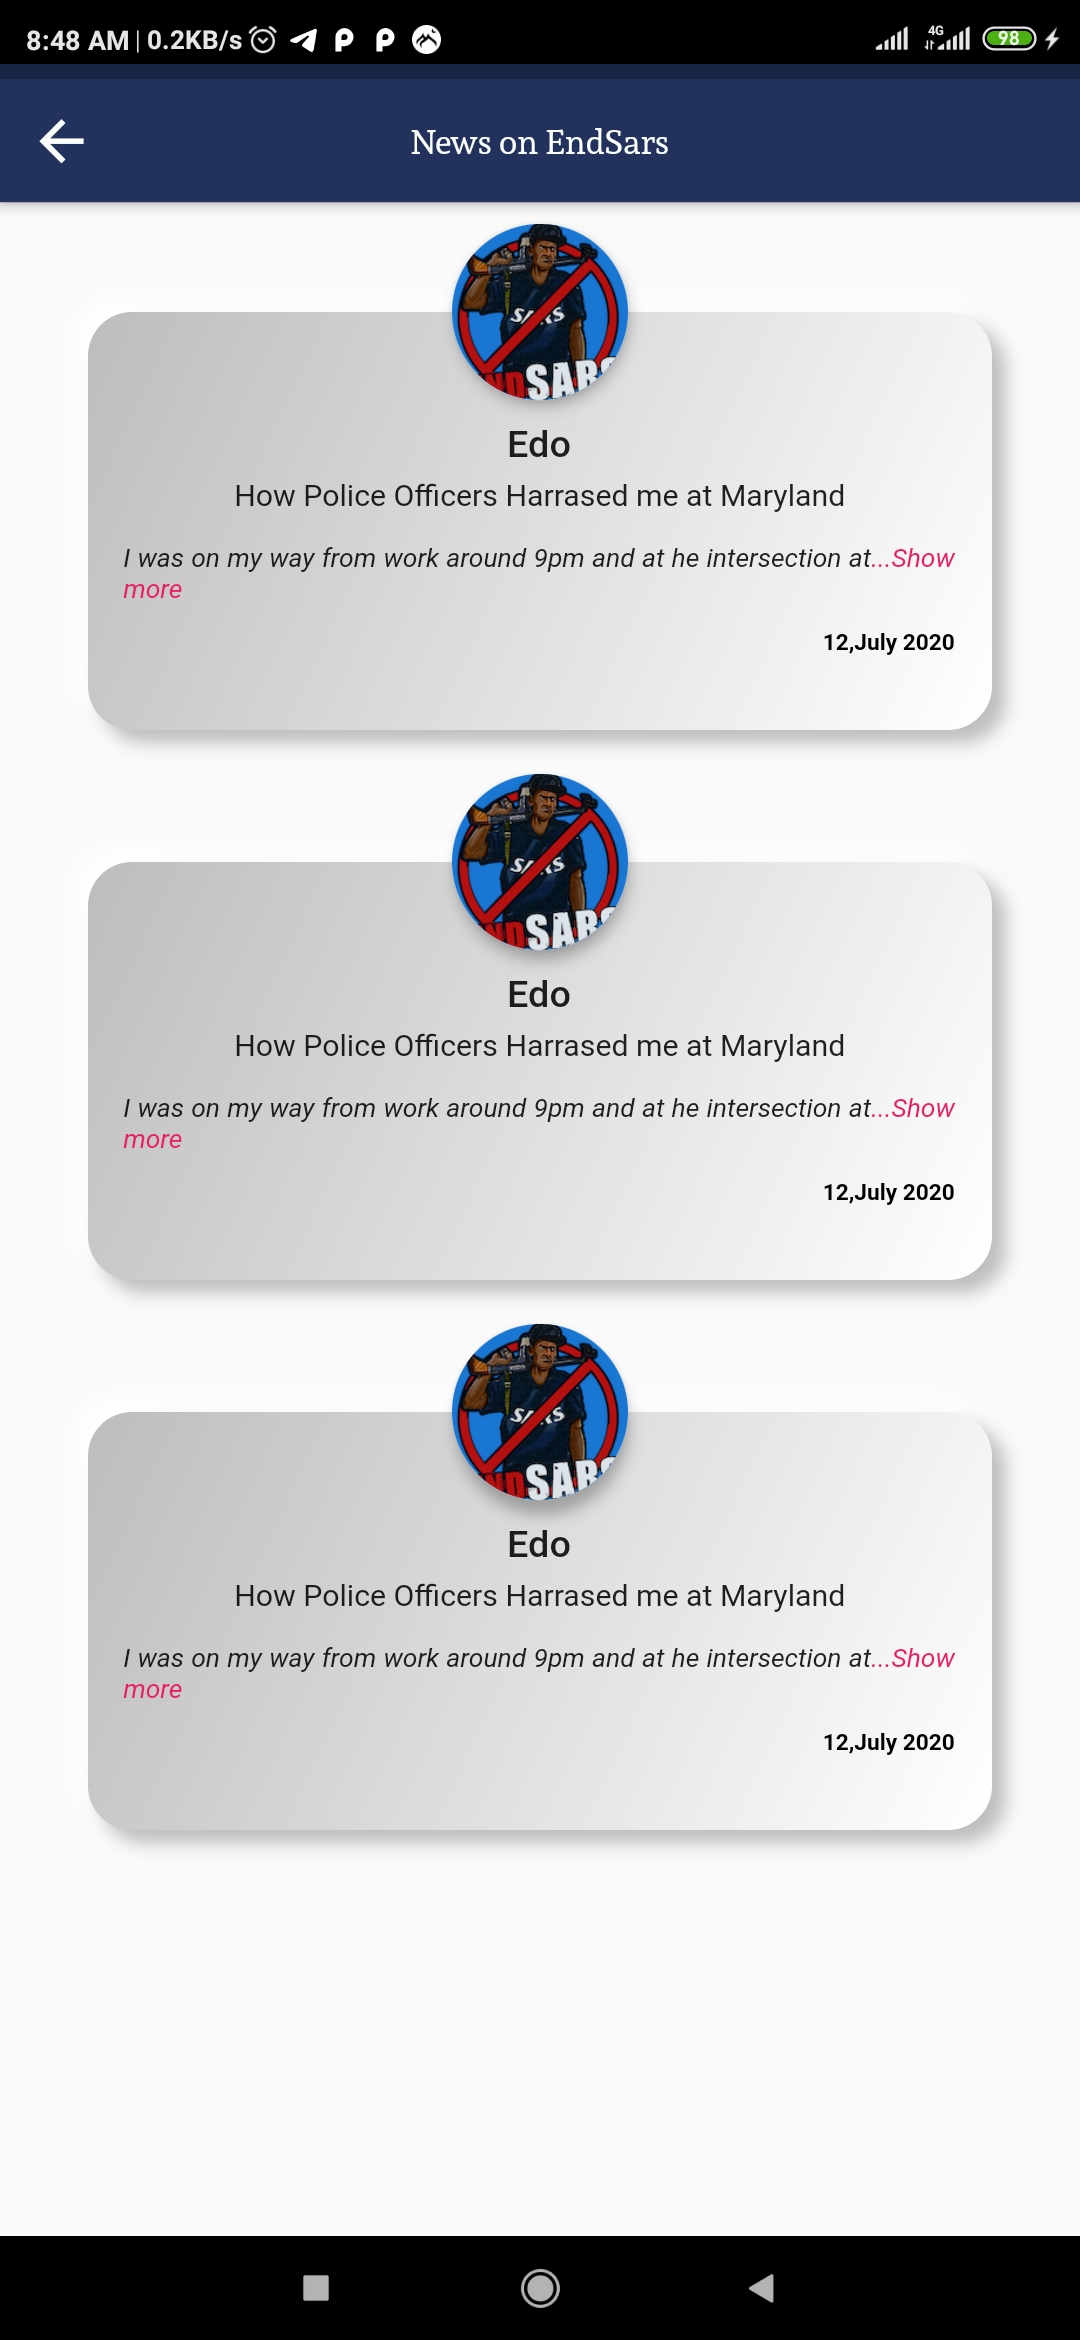 8:48 AM | 0.2KB/s
4G
98
News on EndSars
SARS
ENDSARS
Edo
How Police Officers Harrased me at Maryland
I was on my way from work around 9pm and at he intersection at...Show
more
12,July 2020
SARS
ENDSARS
Edo
How Police Officers Harrased me at Maryland
I was on my way from work around 9pm and at he intersection at...Show
more
12,July 2020
SARS
ENDSARS
Edo
How Police Officers Harrased me at Maryland
I was on my way from work around 9pm and at he intersection at...Show
more
12,July 2020